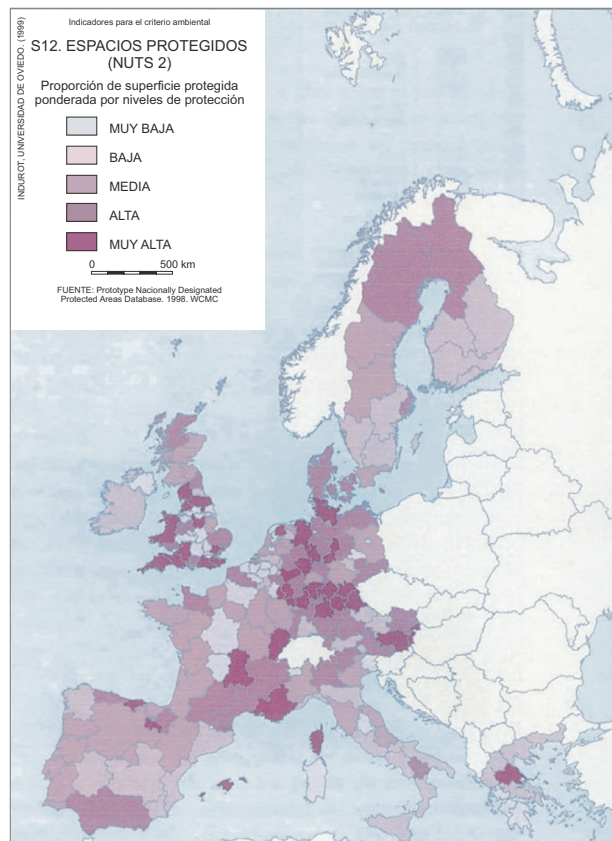 Indicadores para el criterio ambiental
S12. ESPACIOS PROTEGIDOS
(NUTS 2)
Proporción de superficie protegida
ponderada por niveles de protección
MUY BAJA
BAJA
MEDIA
ALTA
MUY ALTA
0 500 km
FUENTE: Prototype Nacionally Designated
Protected Areas Database. 1998. WCMC
INDUROT. UNIVERSIDAD DE OVIEDO. (1999)